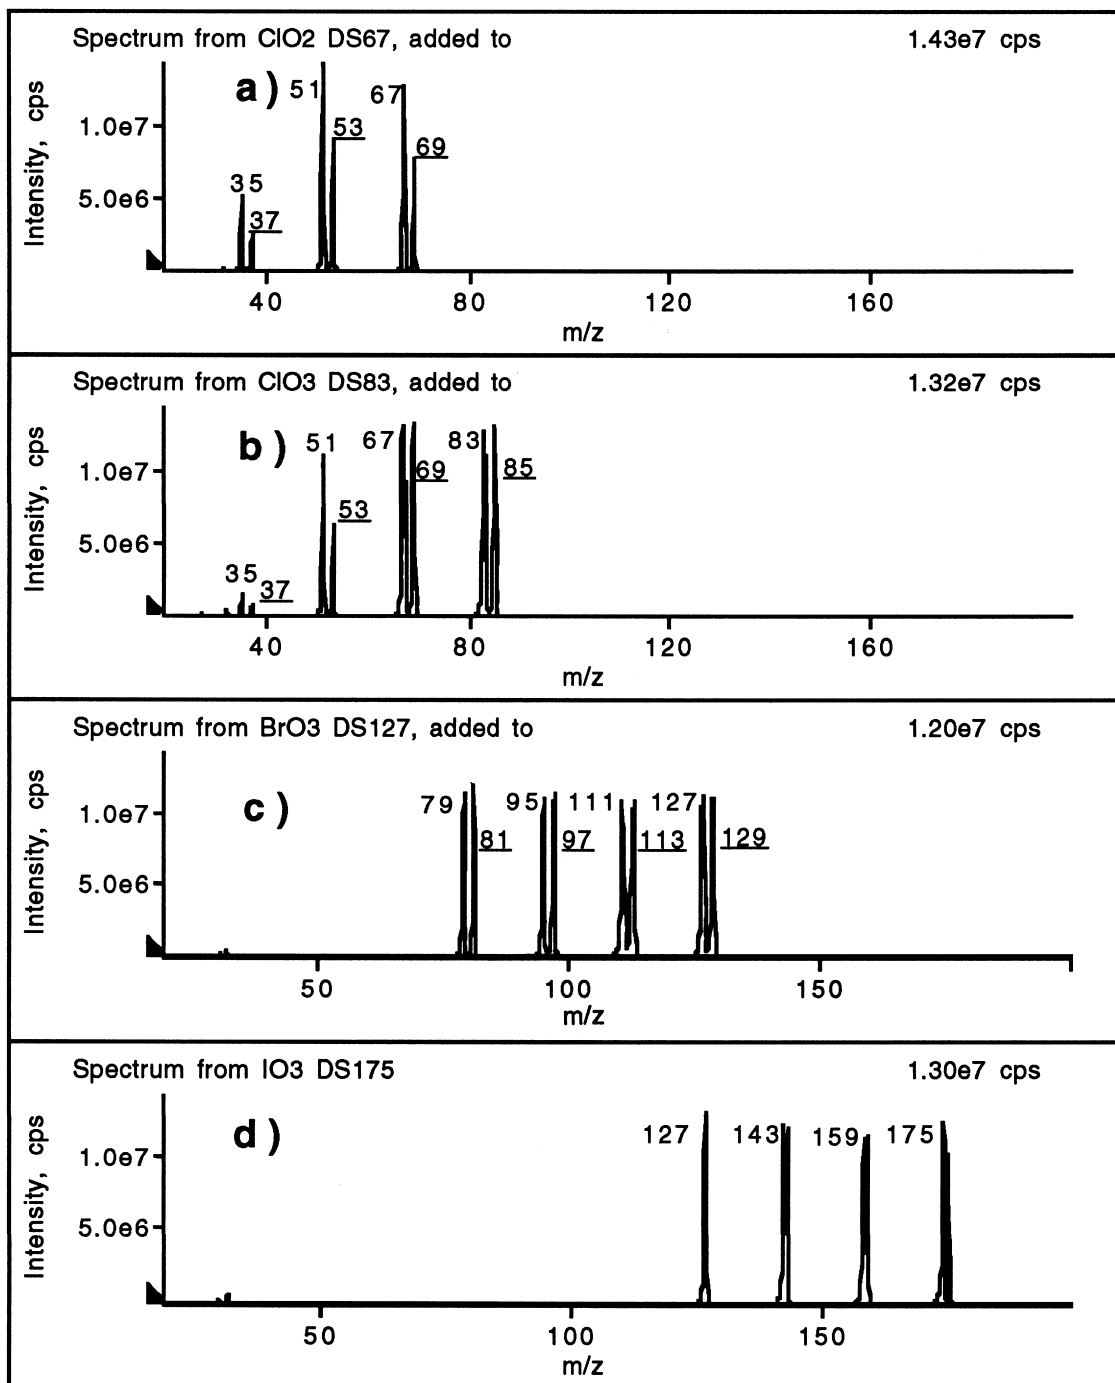 Spectrum from ClO2 DS67, added to 1.43e7 cps
a)
Intensity, cps
1.0e7
5.0e6
35
37
51
53
67
69
40 80 120 160
m/z
Spectrum from ClO3 DS83, added to 1.32e7 cps
b)
Intensity, cps
1.0e7
5.0e6
35
37
51
53
67
69
83
85
40 80 120 160
m/z
Spectrum from BrO3 DS127, added to 1.20e7 cps
c)
Intensity, cps
1.0e7
5.0e6
79
81
95
97
111
113
127
129
50 100 150
m/z
Spectrum from IO3 DS175 1.30e7 cps
d)
Intensity, cps
1.0e7
5.0e6
127 143 159 175
50 100 150
m/z